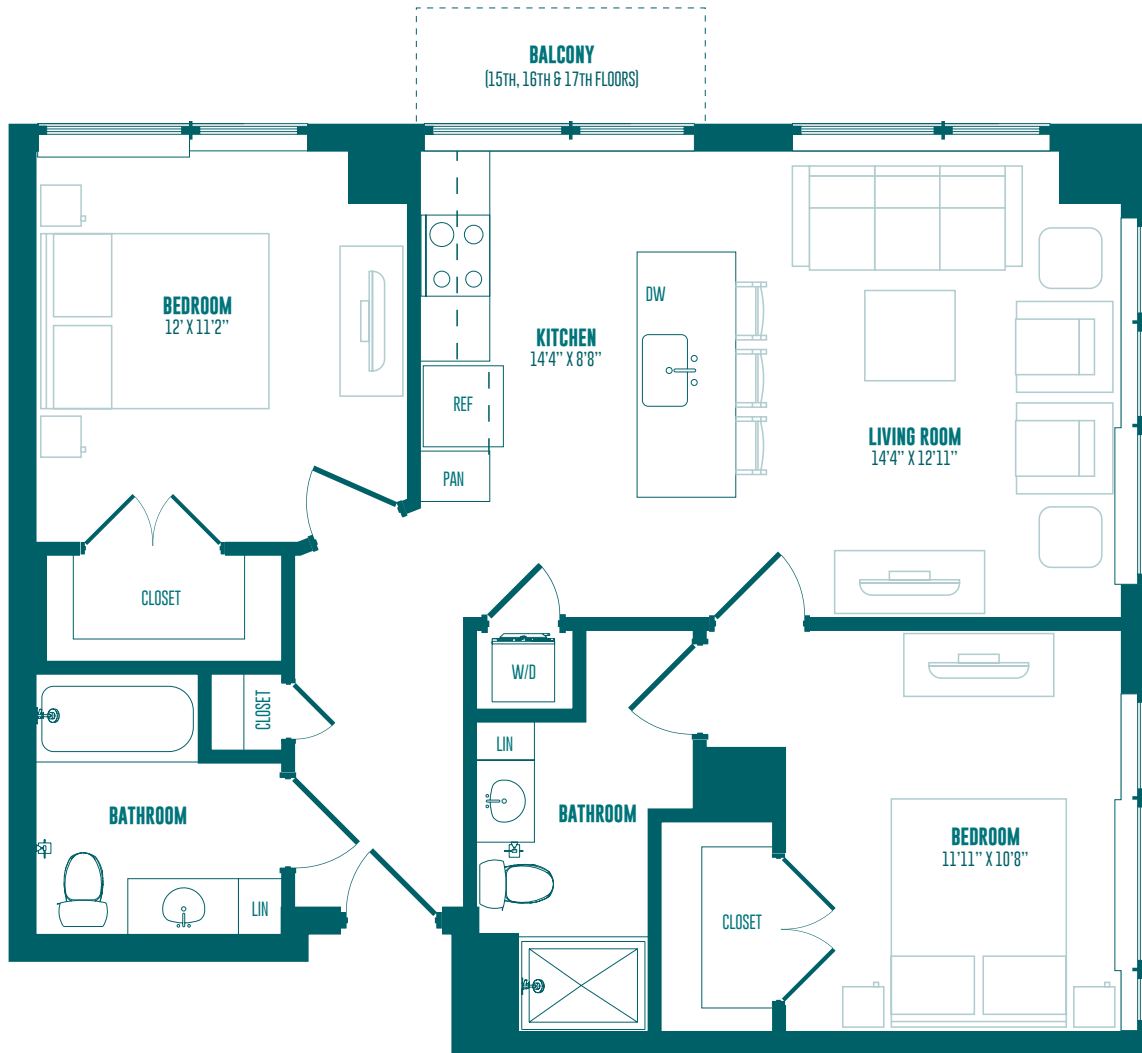 BALCONY
(15TH, 16TH & 17TH FLOORS)
BEDROOM
12' X 11'2"
KITCHEN
14'4" X 8'8"
DW
REF
PAN
LIVING ROOM
14'4" X 12'11"
CLOSET
W/D
CLOSET
LIN
BATHROOM
BATHROOM
BEDROOM
11'11" X 10'8"
LIN
CLOSET